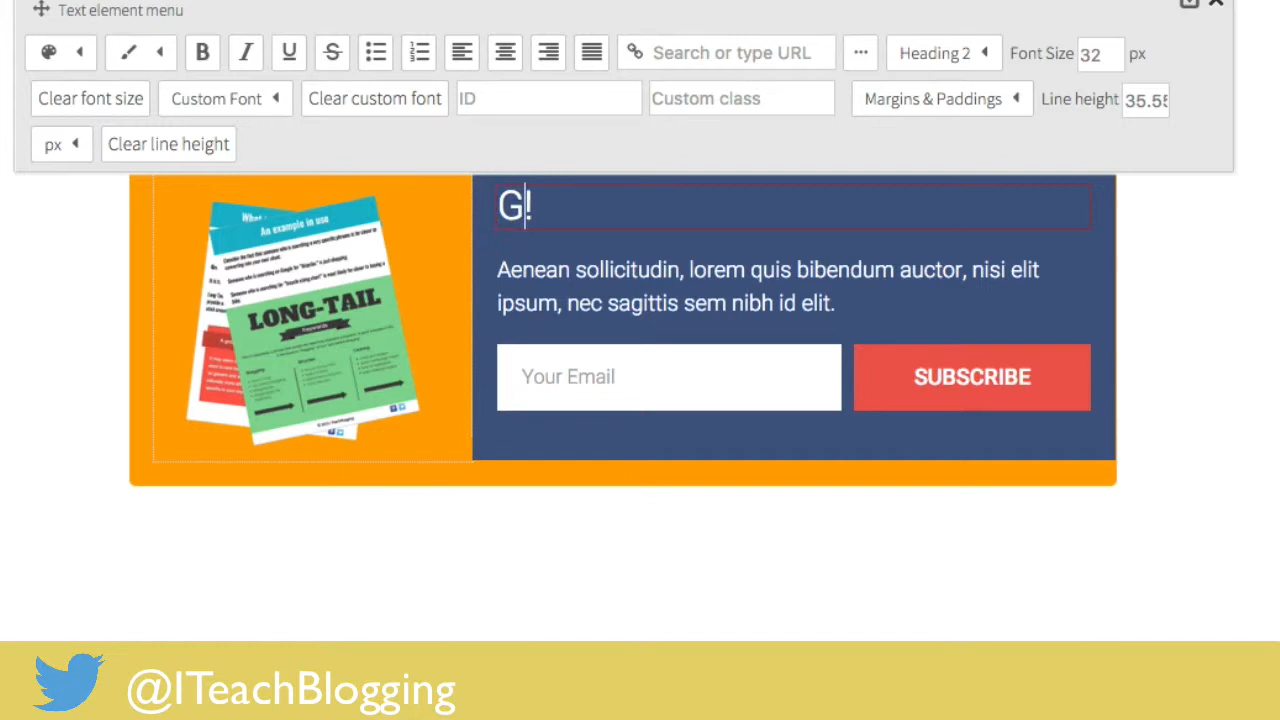 Text element menu
B I U S Search or type URL ... Heading 2 Font Size 32 px
Clear font size Custom Font Clear custom font ID Custom class Margins & Paddings Line height 35.55
px Clear line height
G!
Aenean sollicitudin, lorem quis bibendum auctor, nisi elit
ipsum, nec sagittis sem nibh id elit.
Your Email SUBSCRIBE
An example in use
LONG-TAIL
Keywords
@ITeachBlogging